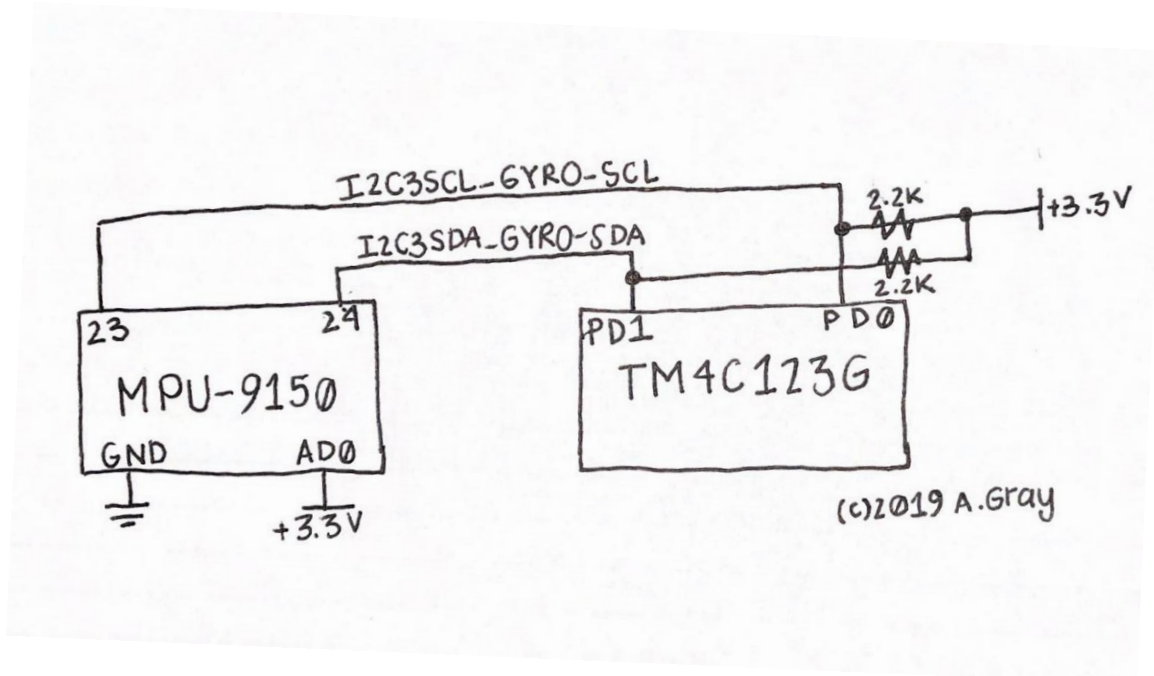 I2C3SCL_GYRO-SCL
2.2K
+3.3V
I2C3SDA_GYRO-SDA
2.2K
23
24
PD1
PD0
MPU-9150
TM4C123G
GND
AD0
+3.3V
(c)2019 A.Gray